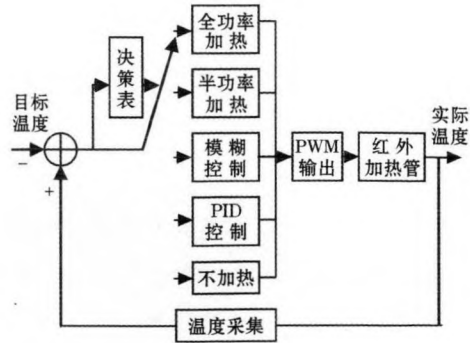 全功率
加热
决
策
表
半功率
加热
目标
温度
−
+
模糊
控制
PWM
输出
红外
加热管
实际
温度
PID
控制
不加热
温度采集